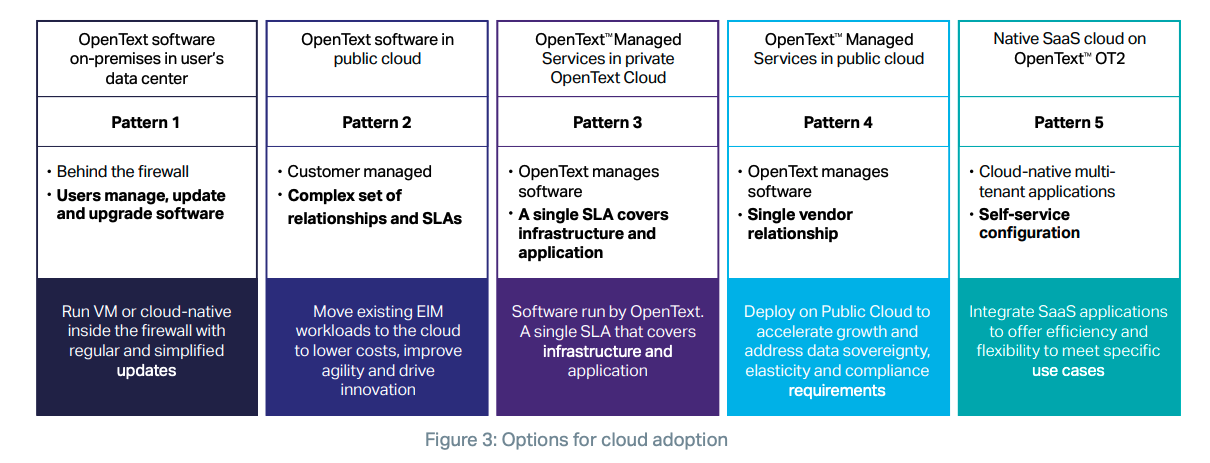 OpenText software
on-premises in user's
data center
Pattern 1
• Behind the firewall
• Users manage, update
and upgrade software
Run VM or cloud-native
inside the firewall with
regular and simplified
updates
OpenText software in
public cloud
Pattern 2
• Customer managed
• Complex set of
relationships and SLAs
Move existing EIM
workloads to the cloud
to lower costs, improve
agility and drive
innovation
OpenText™ Managed
Services in private
OpenText Cloud
Pattern 3
• OpenText manages
software
• A single SLA covers
infrastructure and
application
Software run by OpenText.
A single SLA that covers
infrastructure and
application
OpenText™ Managed
Services in public cloud
Pattern 4
• OpenText manages
software
• Single vendor
relationship
Deploy on Public Cloud to
accelerate growth and
address data sovereignty,
elasticity and compliance
requirements
Native SaaS cloud on
OpenText™ OT2
Pattern 5
• Cloud-native multi-
tenant applications
• Self-service
configuration
Integrate SaaS applications
to offer efficiency and
flexibility to meet specific
use cases
Figure 3: Options for cloud adoption